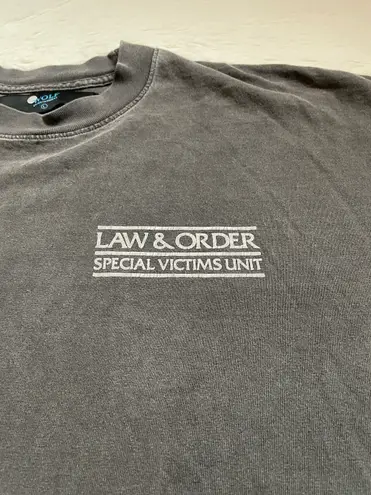 LAW & ORDER
SPECIAL VICTIMS UNIT